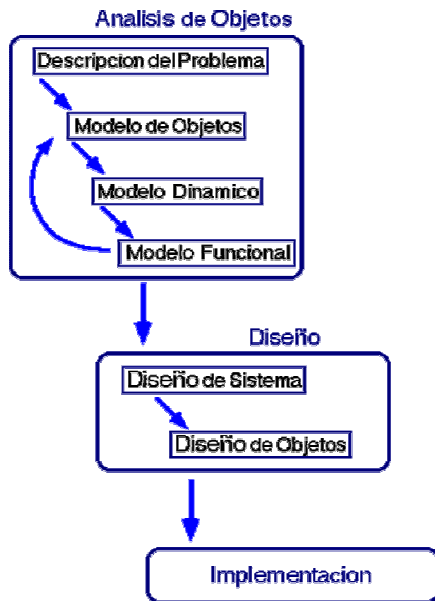 Analisis de Objetos
Descripcion del Problema
Modelo de Objetos
Modelo Dinamico
Modelo Funcional
Diseño
Diseño de Sistema
Diseño de Objetos
Implementacion